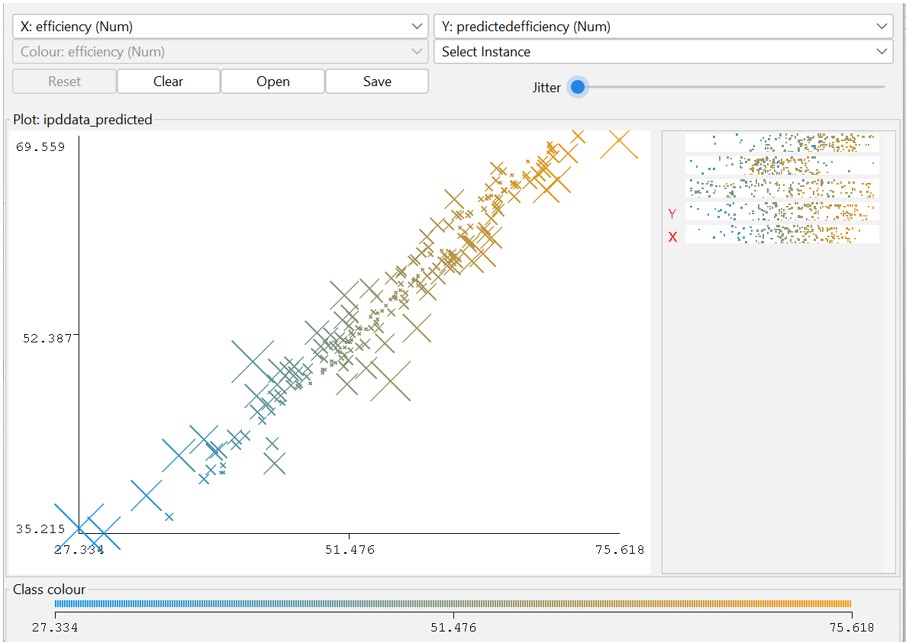 X: efficiency (Num) Y: predictedefficiency (Num)
Colour: efficiency (Num) Select Instance
Reset Clear Open Save Jitter
Plot: ipddata_predicted
69.559
52.387
35.215
27.334 51.476 75.618
Y
X
Class colour
27.334 51.476 75.618